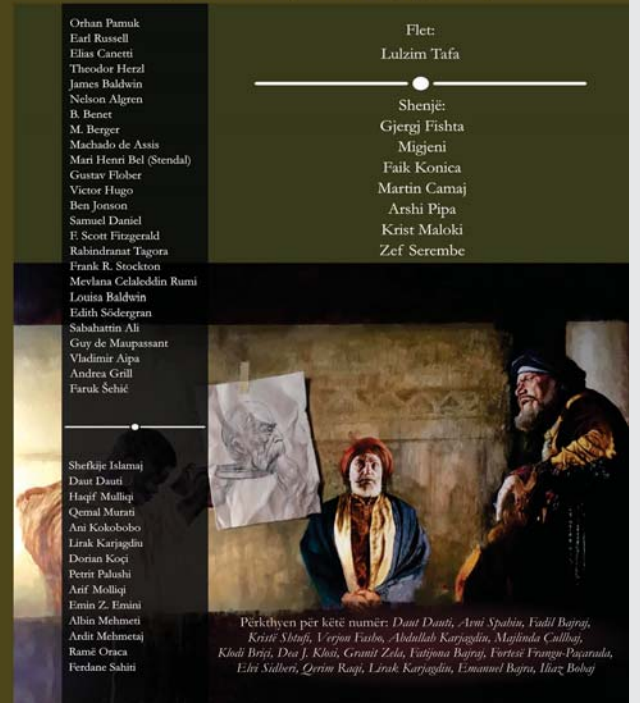 Orhan Pamuk
Earl Russell
Elias Canetti
Theodor Herzl
James Baldwin
Nelson Algren
B. Benet
M. Berger
Machado de Assis
Mari Henri Bel (Stendal)
Gustav Flober
Victor Hugo
Ben Jonson
Samuel Daniel
F. Scott Fitzgerald
Rabindranat Tagora
Frank R. Stockton
Mevlana Celaleddin Rumi
Louisa Baldwin
Edith Södergran
Sabahattin Ali
Guy de Maupassant
Vladimir Aipa
Andrea Grill
Faruk Šehić
Shefkije Islamaj
Daut Dauti
Haqif Mulliqi
Qemal Murati
Ani Kokobobo
Lirak Karjagdiu
Dorian Koçi
Petrit Palushi
Arif Molliqi
Emin Z. Emini
Albin Mehmeti
Ardit Mehmetaj
Ramë Oraca
Ferdane Sahiti
Flet:
Lulzim Tafa
Shenjë:
Gjergj Fishta
Migjeni
Faik Konica
Martin Camaj
Arshi Pipa
Krist Maloki
Zef Serembe
Përkthyen për këtë numër: Daut Dauti, Avni Spahiu, Fadil Bajraj,
Kristë Shtufi, Verjon Fasho, Abdullah Karjagdiu, Majlinda Çullhaj,
Klodi Briçi, Dea J. Klosi, Granit Zela, Fatijona Bajraj, Fortesë Frangu-Paçarada,
Elvi Sidheri, Qerim Raqi, Lirak Karjagdiu, Emanuel Bajra, Iliaz Bobaj